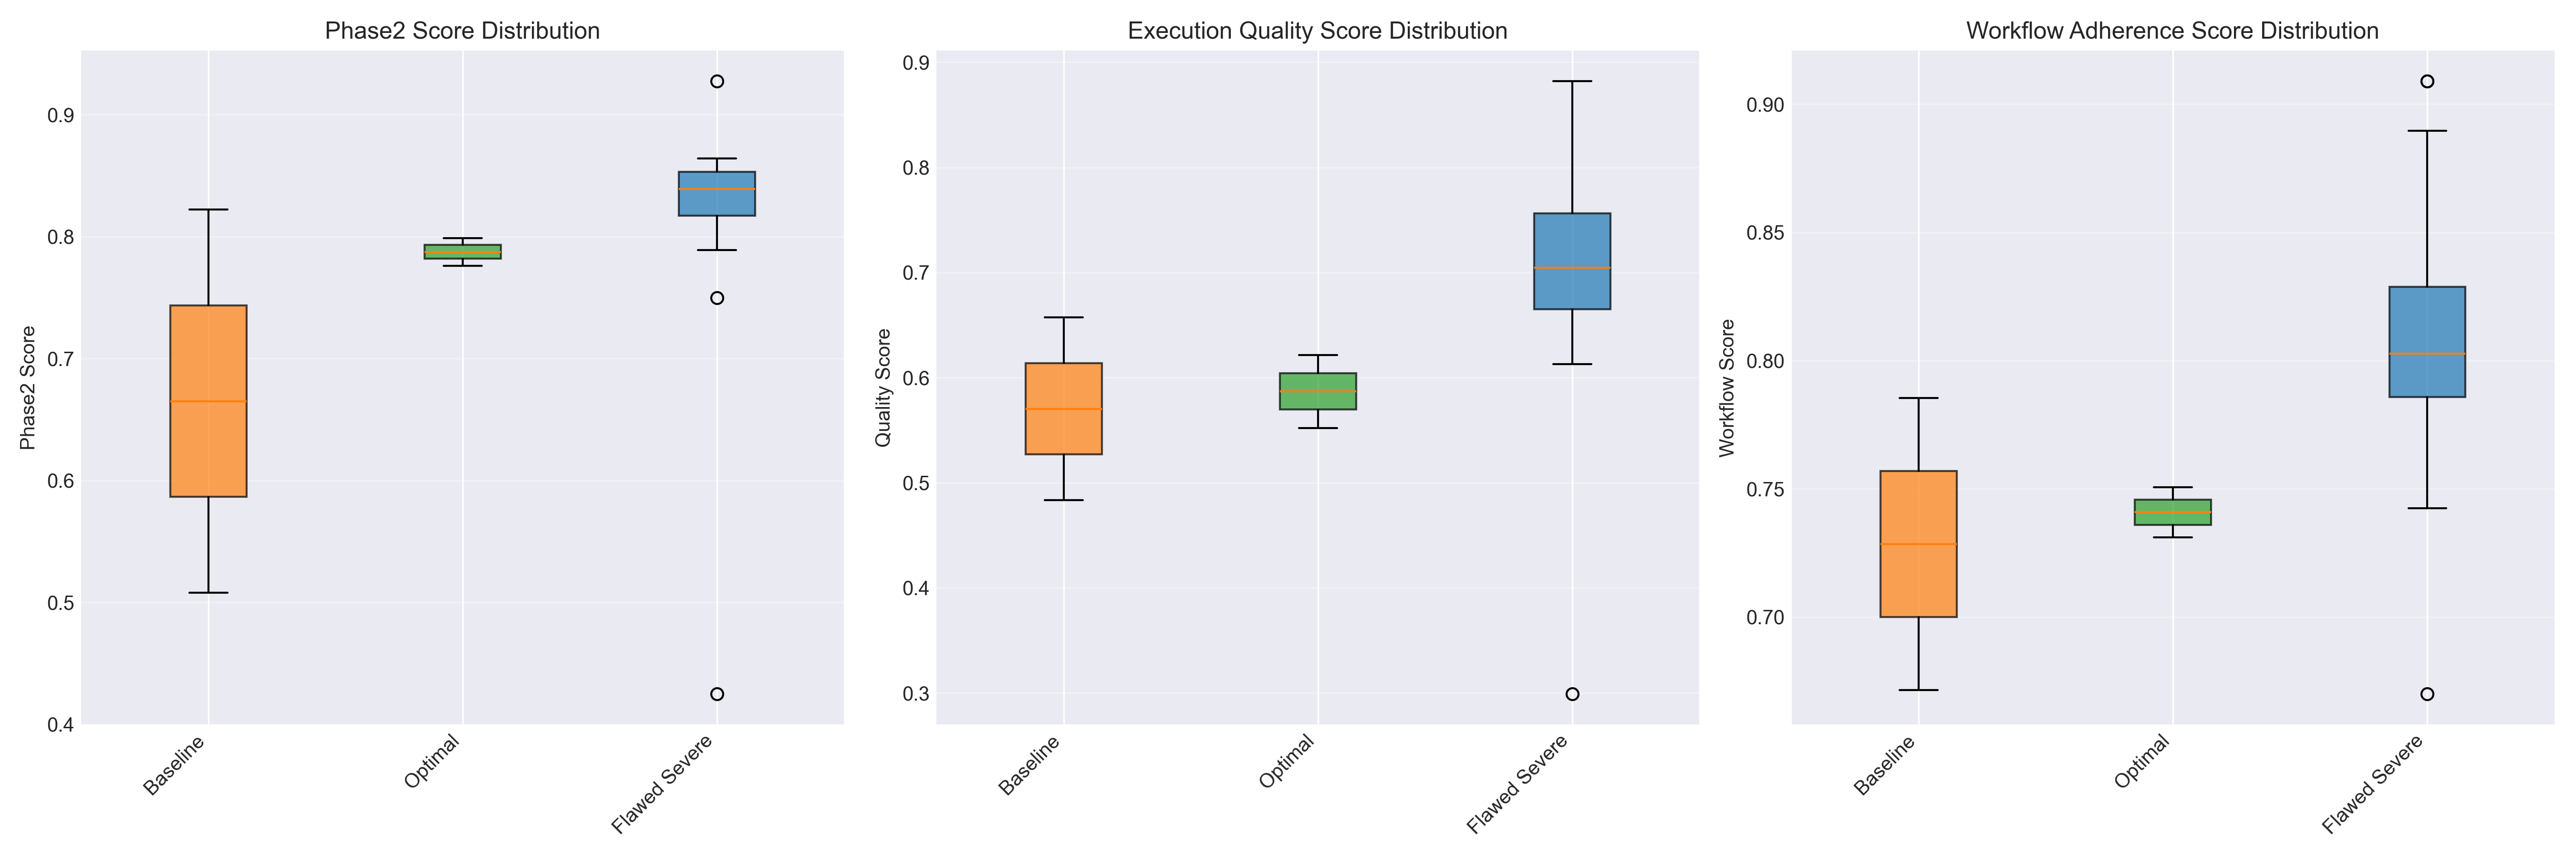 Phase2 Score Distribution
Phase2 Score
0.9
0.8
0.7
0.6
0.5
0.4
Baseline
Optimal
Flawed Severe
Execution Quality Score Distribution
Quality Score
0.9
0.8
0.7
0.6
0.5
0.4
0.3
Baseline
Optimal
Flawed Severe
Workflow Adherence Score Distribution
Workflow Score
0.90
0.85
0.80
0.75
0.70
Baseline
Optimal
Flawed Severe